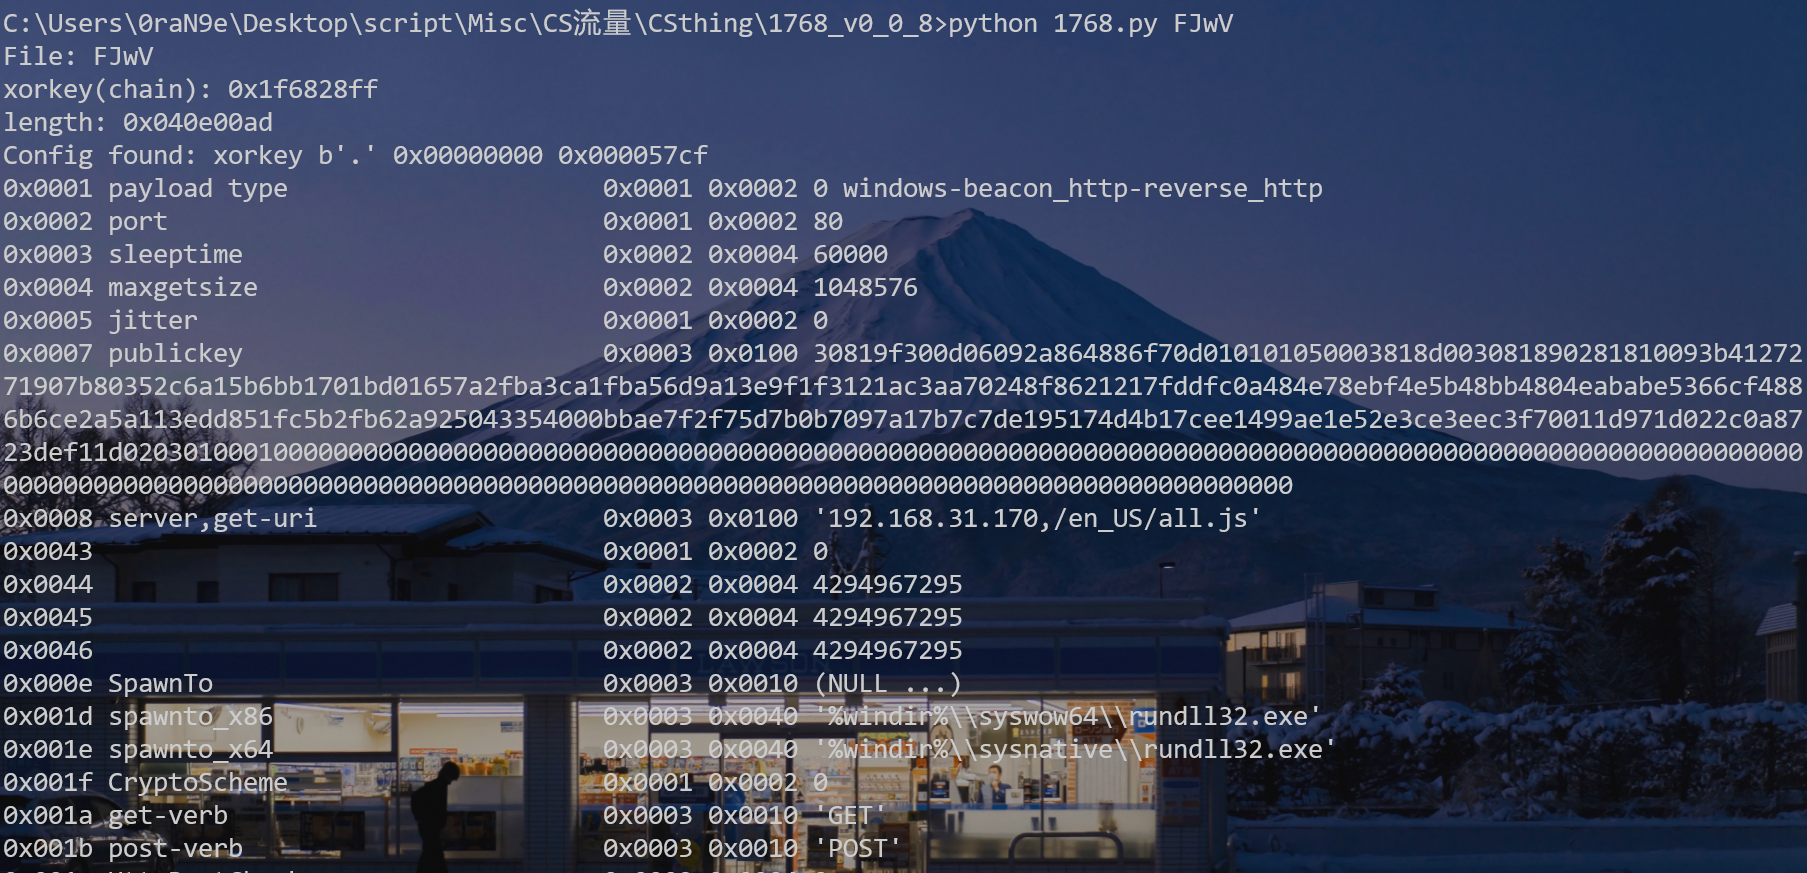 C:\Users\0raN9e\Desktop\script\Misc\CS流量\CSthing\1768_v0_0_8>python 1768.py FJwV
File: FJwV
xorkey(chain): 0x1f6828ff
length: 0x040e00ad
Config found: xorkey b'.' 0x00000000 0x000057cf
0x0001 payload type                     0x0001 0x0002 0 windows-beacon_http-reverse_http
0x0002 port                             0x0001 0x0002 80
0x0003 sleeptime                        0x0002 0x0004 60000
0x0004 maxgetsize                       0x0002 0x0004 1048576
0x0005 jitter                           0x0001 0x0002 0
0x0007 publickey                        0x0003 0x0100 30819f300d06092a864886f70d010101050003818d003081890281810093b41272
71907b80352c6a15b6bb1701bd01657a2fba3ca1fba56d9a13e9f1f3121ac3aa70248f8621217fddfc0a484e78ebf4e5b48bb4804eababe5366cf488
6b6ce2a5a113edd851fc5b2fb62a925043354000bbae7f2f75d7b0b7097a17b7c7de195174d4b17cee1499ae1e52e3ce3eec3f70011d971d022c0a87
23def11d020301000100000000000000000000000000000000000000000000000000000000000000000000000000000000000000000000000000000000
00000000000000000000000000000000000000000000000000000000000000000000000000000000000000
0x0008 server,get-uri                   0x0003 0x0100 '192.168.31.170,/en_US/all.js'
0x0043                                  0x0001 0x0002 0
0x0044                                  0x0002 0x0004 4294967295
0x0045                                  0x0002 0x0004 4294967295
0x0046                                  0x0002 0x0004 4294967295
0x000e SpawnTo                          0x0003 0x0010 (NULL ...)
0x001d spawnto_x86                      0x0003 0x0040 '%windir%\\syswow64\\rundll32.exe'
0x001e spawnto_x64                      0x0003 0x0040 '%windir%\\sysnative\\rundll32.exe'
0x001f CryptoScheme                     0x0001 0x0002 0
0x001a get-verb                         0x0003 0x0010 'GET'
0x001b post-verb                        0x0003 0x0010 'POST'